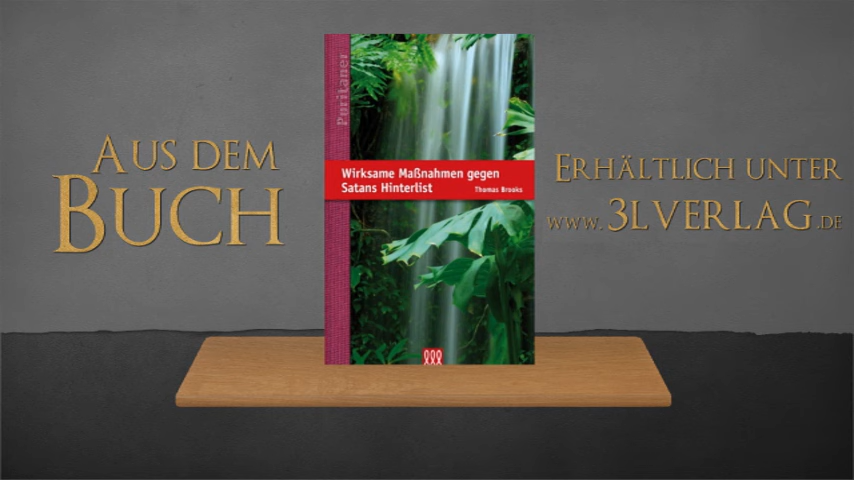 AUS DEM
BUCH
Puritaner
Wirksame Maßnahmen gegen
Satans Hinterlist
Thomas Brooks
ERHÄLTLICH UNTER
WWW. 3LVERLAG.DE